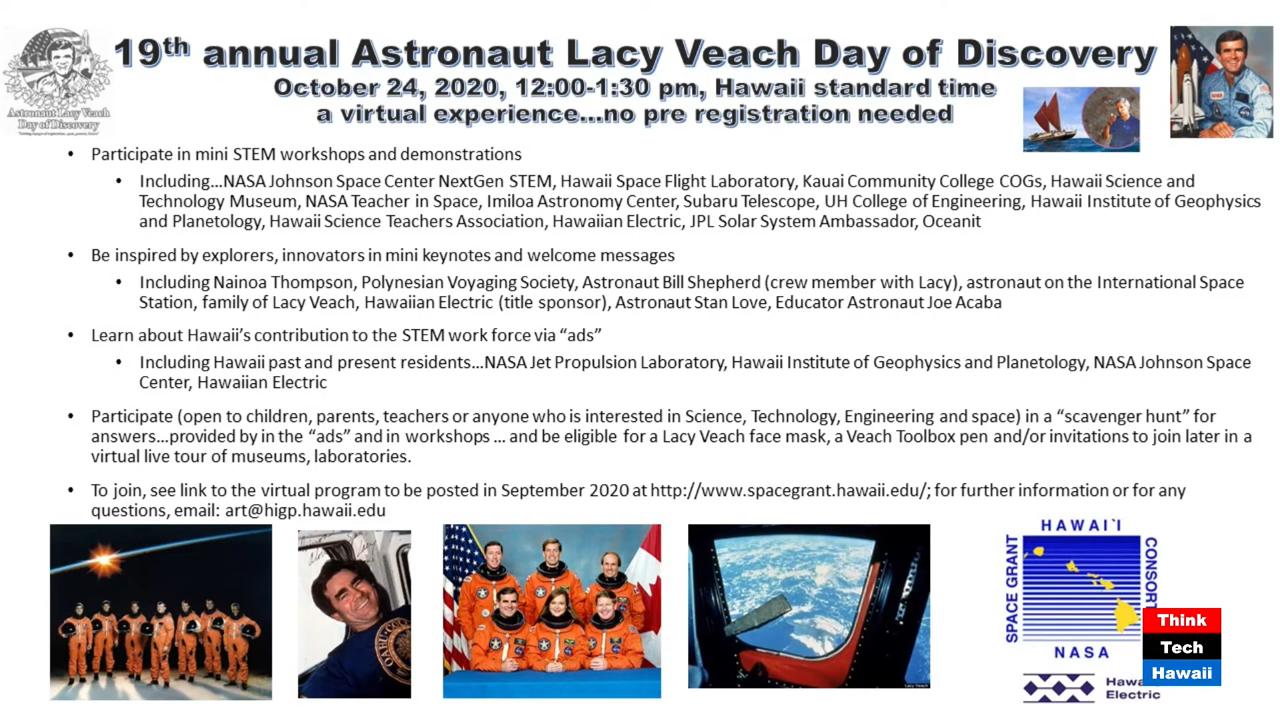 19th annual Astronaut Lacy Veach Day of Discovery
October 24, 2020, 12:00-1:30 pm, Hawaii standard time
a virtual experience...no pre registration needed
Astronaut Lacy Veach
Day of Discovery
• Participate in mini STEM workshops and demonstrations
• Including...NASA Johnson Space Center NextGen STEM, Hawaii Space Flight Laboratory, Kauai Community College COGs, Hawaii Science and
Technology Museum, NASA Teacher in Space, Imiloa Astronomy Center, Subaru Telescope, UH College of Engineering, Hawaii Institute of Geophysics
and Planetology, Hawaii Science Teachers Association, Hawaiian Electric, JPL Solar System Ambassador, Oceanit
• Be inspired by explorers, innovators in mini keynotes and welcome messages
• Including Nainoa Thompson, Polynesian Voyaging Society, Astronaut Bill Shepherd (crew member with Lacy), astronaut on the International Space
Station, family of Lacy Veach, Hawaiian Electric (title sponsor), Astronaut Stan Love, Educator Astronaut Joe Acaba
• Learn about Hawaii's contribution to the STEM work force via “ads”
• Including Hawaii past and present residents...NASA Jet Propulsion Laboratory, Hawaii Institute of Geophysics and Planetology, NASA Johnson Space
Center, Hawaiian Electric
• Participate (open to children, parents, teachers or anyone who is interested in Science, Technology, Engineering and space) in a “scavenger hunt” for
answers...provided by in the “ads” and in workshops ... and be eligible for a Lacy Veach face mask, a Veach Toolbox pen and/or invitations to join later in a
virtual live tour of museums, laboratories.
• To join, see link to the virtual program to be posted in September 2020 at http://www.spacegrant.hawaii.edu/; for further information or for any
questions, email: art@higp.hawaii.edu
HAWAI`I
SPACE GRANT
CONSORT
NASA
Hawa
Electric
Think
Tech
Hawaii